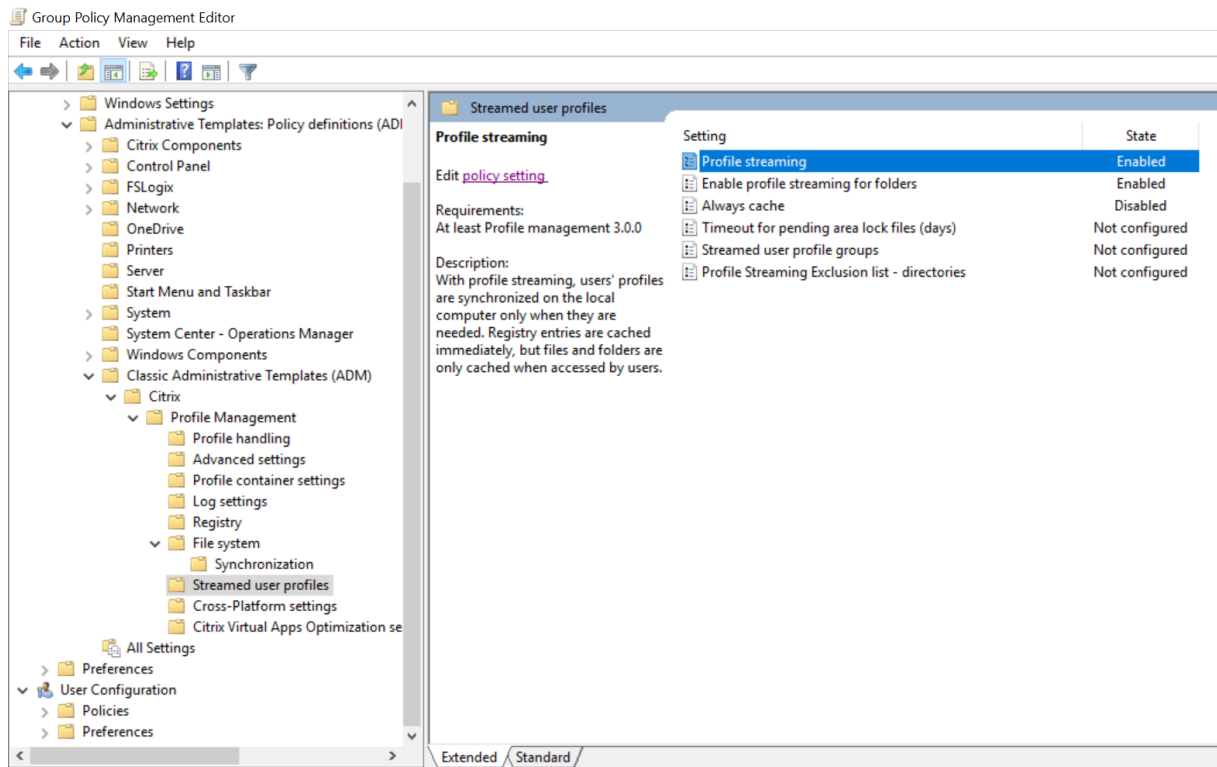 Group Policy Management Editor
File Action View Help
Windows Settings
Administrative Templates: Policy definitions (ADI
Citrix Components
Control Panel
FSLogix
Network
OneDrive
Printers
Server
Start Menu and Taskbar
System
System Center - Operations Manager
Windows Components
Classic Administrative Templates (ADM)
Citrix
Profile Management
Profile handling
Advanced settings
Profile container settings
Log settings
Registry
File system
Synchronization
Streamed user profiles
Cross-Platform settings
Citrix Virtual Apps Optimization se
All Settings
Preferences
User Configuration
Policies
Preferences
Streamed user profiles
Profile streaming
Edit policy setting
Requirements:
At least Profile management 3.0.0
Description:
With profile streaming, users' profiles
are synchronized on the local
computer only when they are
needed. Registry entries are cached
immediately, but files and folders are
only cached when accessed by users.
Setting State
Profile streaming Enabled
Enable profile streaming for folders Enabled
Always cache Disabled
Timeout for pending area lock files (days) Not configured
Streamed user profile groups Not configured
Profile Streaming Exclusion list - directories Not configured
Extended Standard